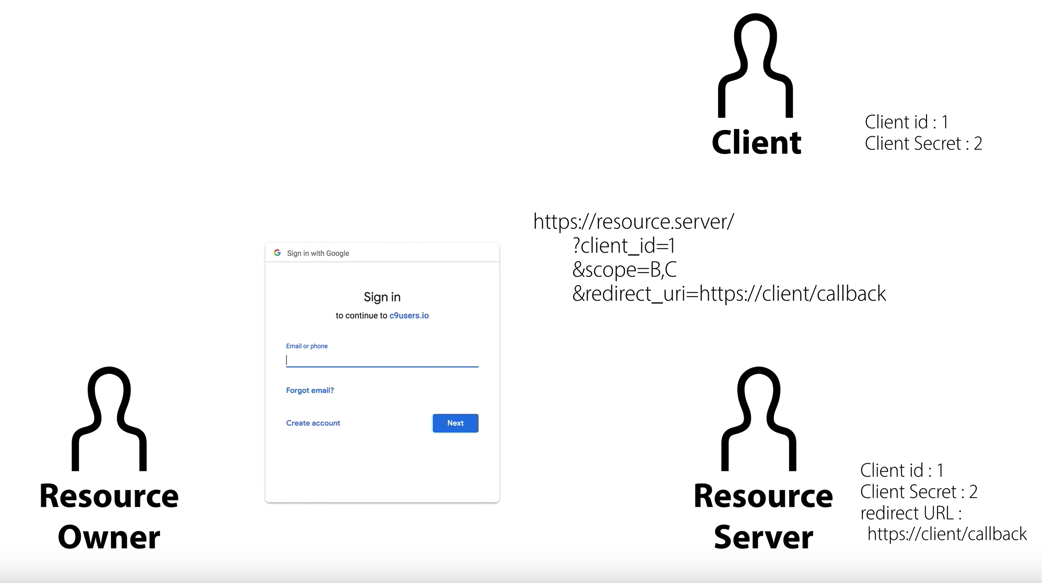 Client
Client id : 1
Client Secret : 2
https://resource.server/
?client_id=1
&scope=B,C
&redirect_uri=https://client/callback
Sign in with Google
Sign in
to continue to c9users.io
Email or phone
Forgot email?
Create account
Next
Resource
Owner
Resource
Server
Client id : 1
Client Secret : 2
redirect URL :
https://client/callback